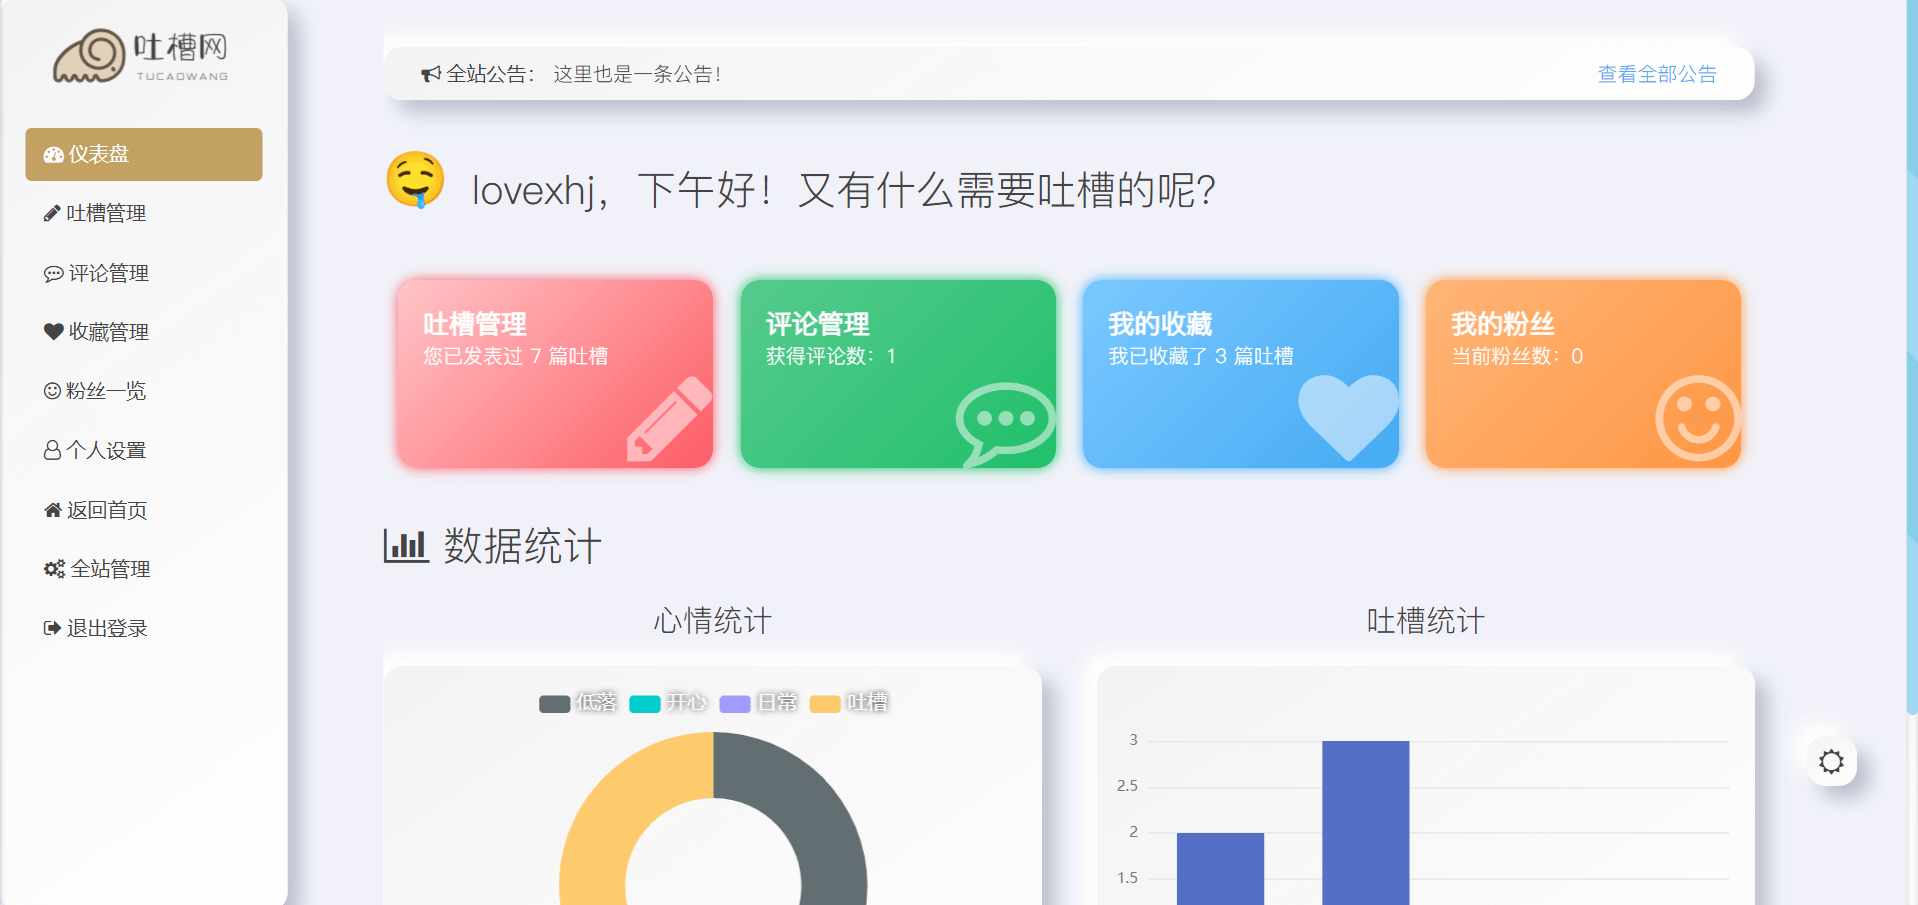 吐槽网
TUCAOWANG
仪表盘
吐槽管理
评论管理
收藏管理
粉丝一览
个人设置
返回首页
全站管理
退出登录
全站公告： 这里也是一条公告！
查看全部公告
lovexhj，下午好！又有什么需要吐槽的呢？
吐槽管理
您已发表过 7 篇吐槽
评论管理
获得评论数：1
我的收藏
我已收藏了 3 篇吐槽
我的粉丝
当前粉丝数：0
数据统计
心情统计
低落 开心 日常 吐槽
吐槽统计
3
2.5
2
1.5